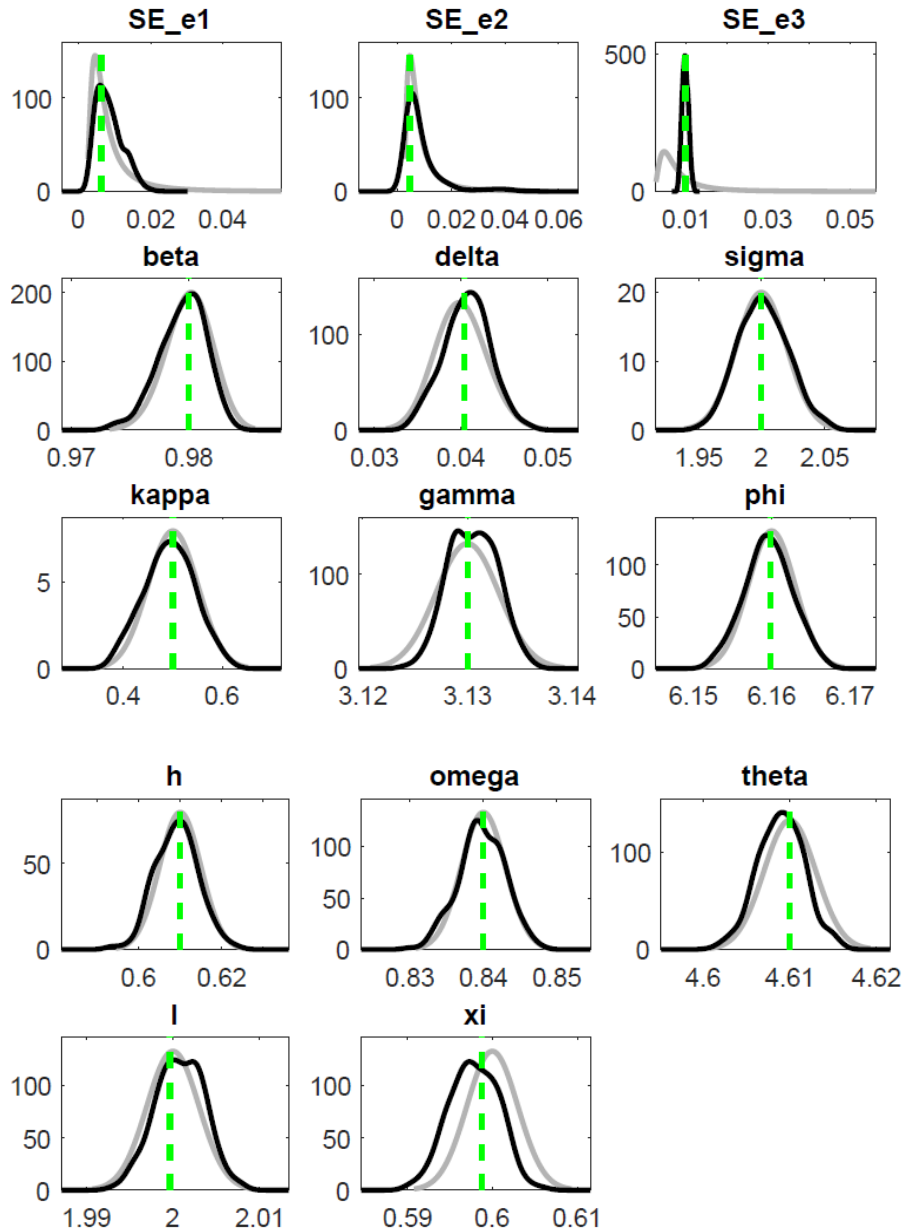 SE_e1 SE_e2 SE_e3
100 100 500
0 0 0
0 0.02 0.04 0 0.02 0.04 0.06 0.01 0.03 0.05
beta delta sigma
200 20
100 100 10
0 0 0
0.97 0.98 0.03 0.04 0.05 1.95 2 2.05
kappa gamma phi
5 100 100
50
0 0 0
0.4 0.6 3.12 3.13 3.14 6.15 6.16 6.17
h omega theta
50 100 100
50
0 0 0
0.6 0.62 0.83 0.84 0.85 4.6 4.61 4.62
l xi
100 100
50 50
0 0
1.99 2 2.01 0.59 0.6 0.61